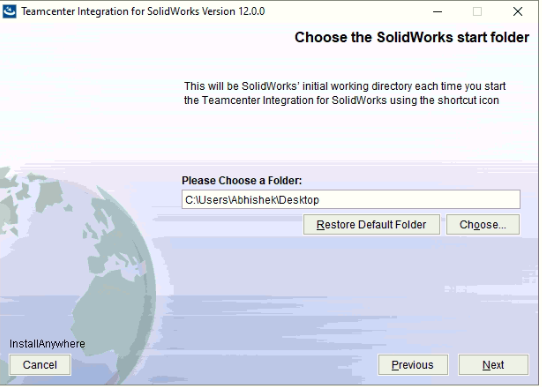 Teamcenter Integration for SolidWorks Version 12.0.0
Choose the SolidWorks start folder
This will be SolidWorks' initial working directory each time you start
the Teamcenter Integration for SolidWorks using the shortcut icon
Please Choose a Folder:
C:\Users\Abhishek\Desktop
Restore Default Folder Choose...
InstallAnywhere
Cancel Previous Next